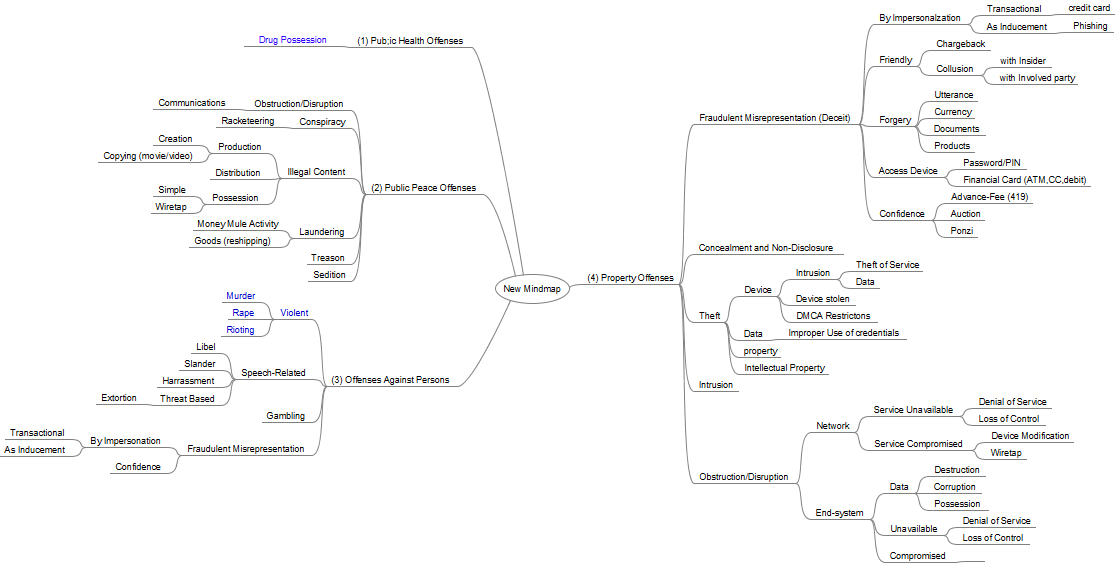 New Mindmap
(1) Pub;ic Health Offenses
Drug Possession
(2) Public Peace Offenses
Obstruction/Disruption
Communications
Conspiracy
Racketeering
Illegal Content
Production
Creation
Copying (movie/video)
Distribution
Possession
Simple
Wiretap
Laundering
Money Mule Activity
Goods (reshipping)
Treason
Sedition
(3) Offenses Against Persons
Violent
Murder
Rape
Rioting
Speech-Related
Libel
Slander
Harrassment
Threat Based
Extortion
Gambling
Fraudulent Misrepresentation
By Impersonation
Transactional
As Inducement
Confidence
(4) Property Offenses
Fraudulent Misrepresentation (Deceit)
By Impersonalzation
Transactional
credit card
As Inducement
Phishing
Friendly
Chargeback
Collusion
with Insider
with Involved party
Forgery
Utterance
Currency
Documents
Products
Access Device
Password/PIN
Financial Card (ATM,CC,debit)
Confidence
Advance-Fee (419)
Auction
Ponzi
Concealment and Non-Disclosure
Theft
Device
Intrusion
Theft of Service
Data
Device stolen
DMCA Restrictons
Data
Improper Use of credentials
property
Intellectual Property
Intrusion
Obstruction/Disruption
Network
Service Unavailable
Denial of Service
Loss of Control
Service Compromised
Device Modification
Wiretap
End-system
Data
Destruction
Corruption
Possession
Unavailable
Denial of Service
Loss of Control
Compromised